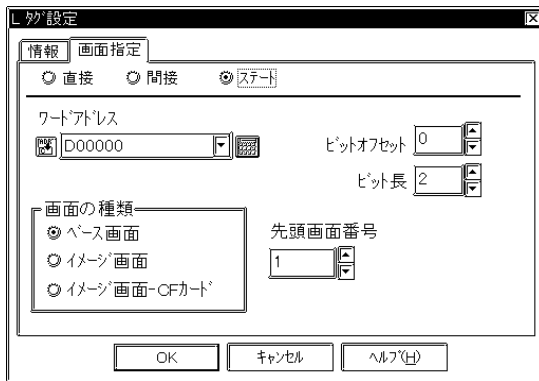 L ﾀｸﾞ設定
情報 画面指定
直接 間接 ｽﾃｰﾄ
ﾜｰﾄﾞｱﾄﾞﾚｽ
D00000
ﾋﾞｯﾄｵﾌｾｯﾄ 0
ﾋﾞｯﾄ長 2
画面の種類
ﾍﾞｰｽ画面
ｲﾒｰｼﾞ画面
ｲﾒｰｼﾞ画面-CFｶｰﾄﾞ
先頭画面番号
1
OK ｷｬﾝｾﾙ ﾍﾙﾌﾟ(H)